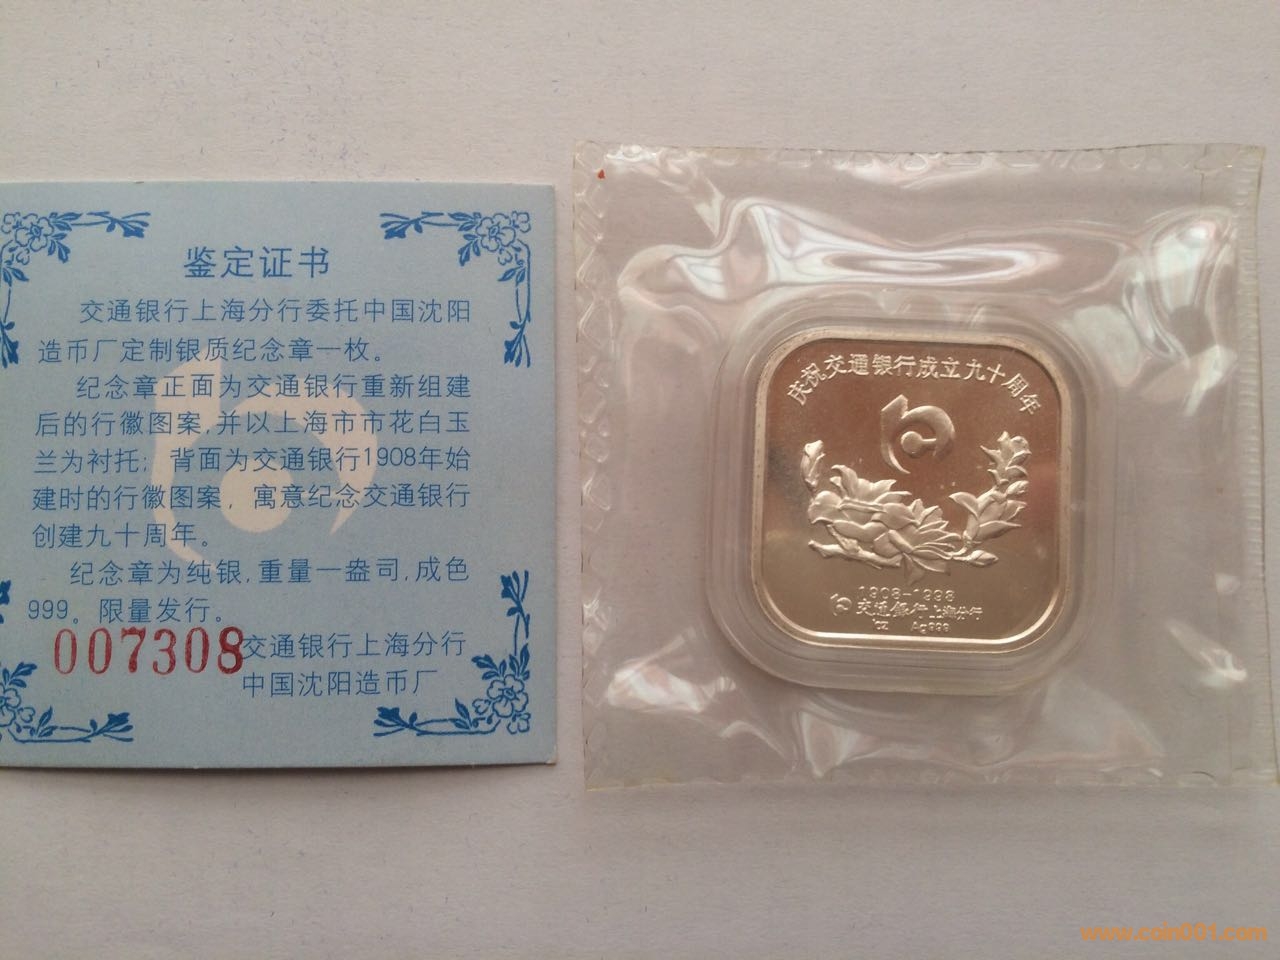 鉴定证书
交通银行上海分行委托中国沈阳
造币厂定制银质纪念章一枚。
纪念章正面为交通银行重新组建
后的行徽图案,并以上海市市花白玉
兰为衬托；背面为交通银行1908年始
建时的行徽图案，寓意纪念交通银行
创建九十周年。
纪念章为纯银,重量一盎司,成色
999。限量发行。
007308
交通银行上海分行
中国沈阳造币厂
庆祝交通银行成立九十周年
1908-1998
交通銀行上海分行
Ag999
www.coin001.com